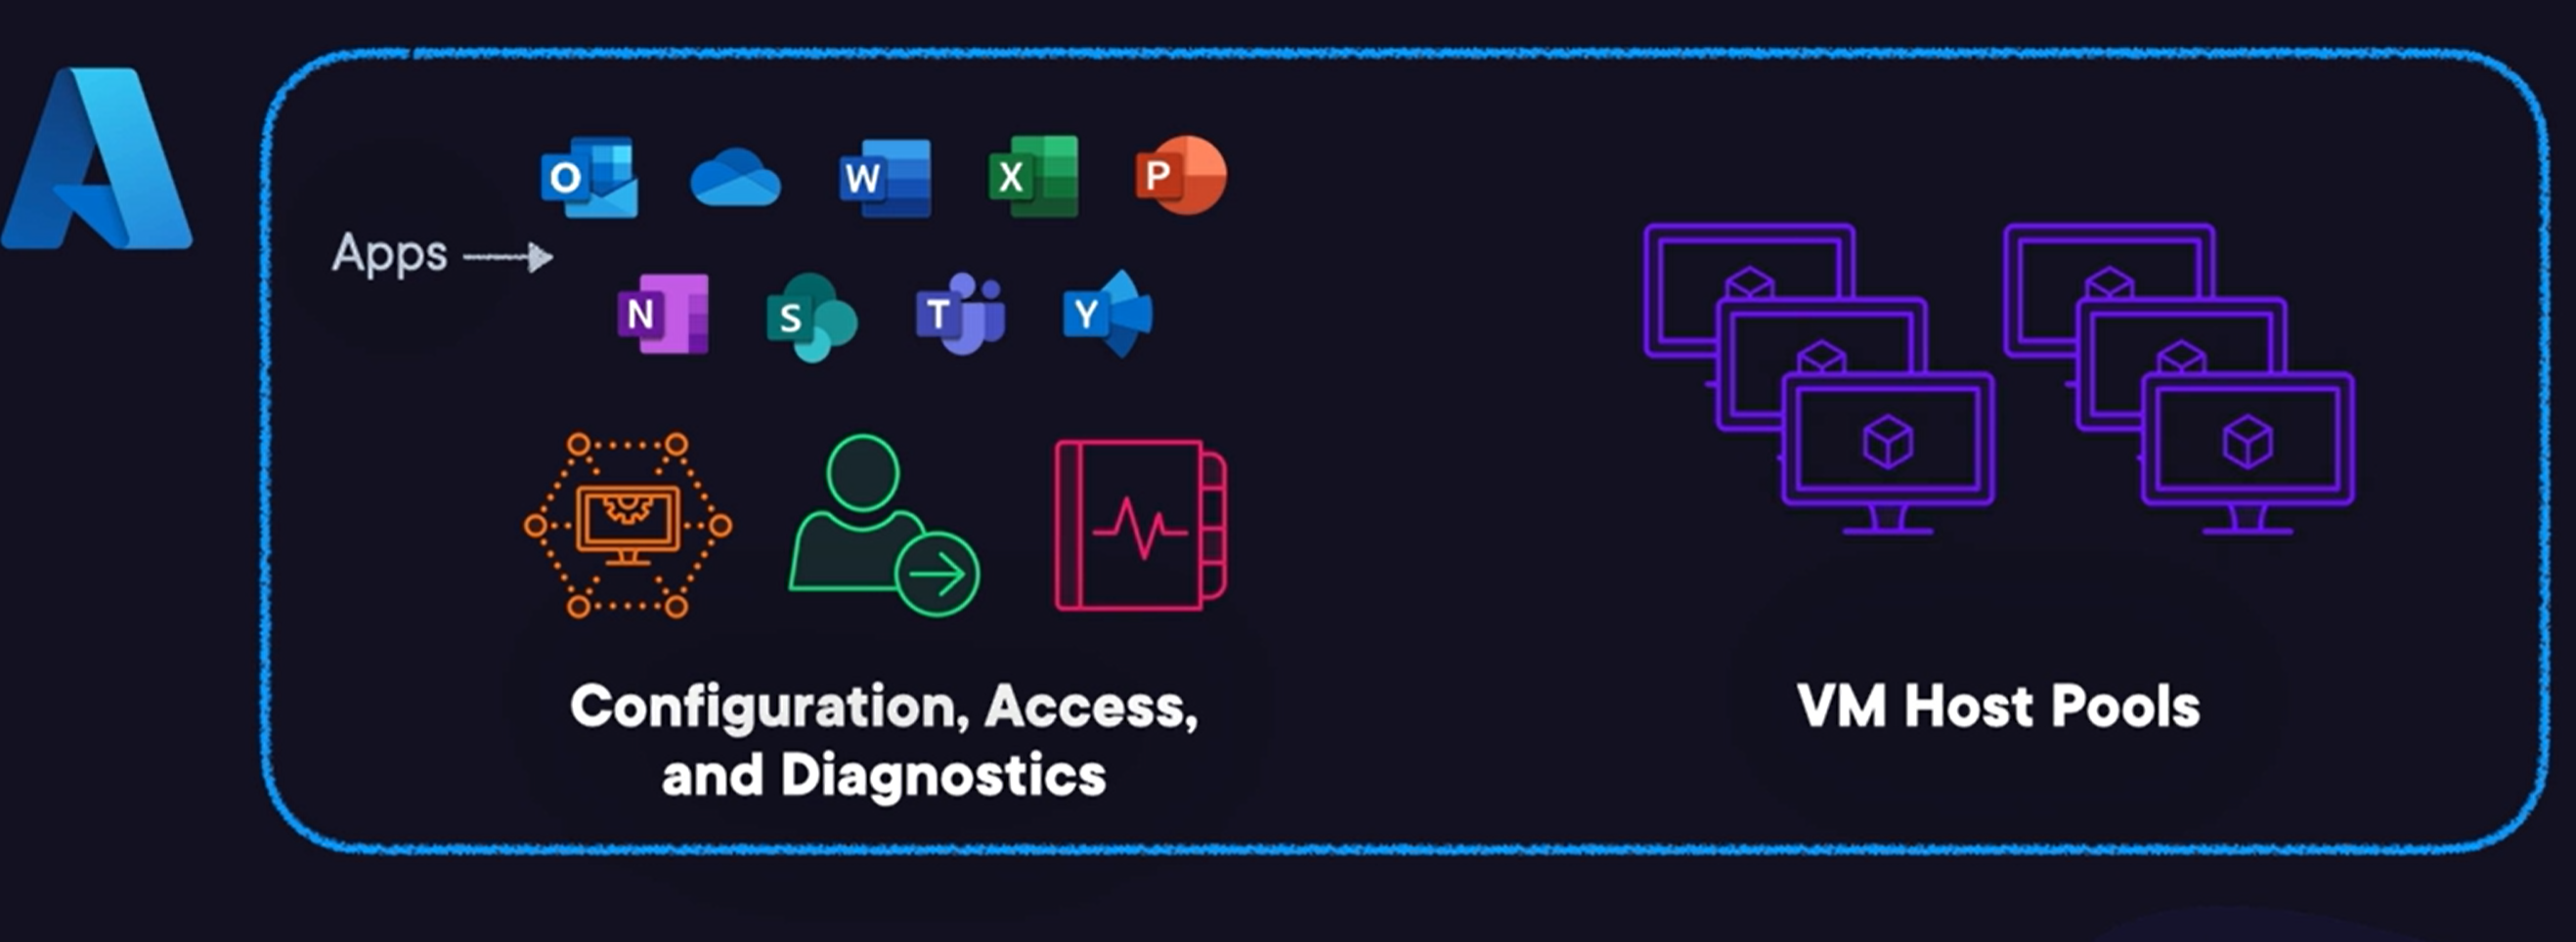 O
W
X
P
Apps
N
S
T
Y
Configuration, Access,
and Diagnostics
VM Host Pools